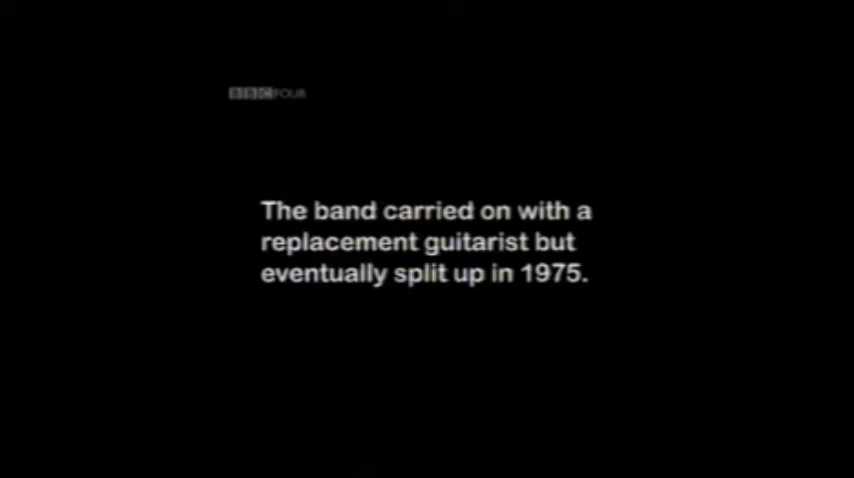 BBC FOUR
The band carried on with a
replacement guitarist but
eventually split up in 1975.